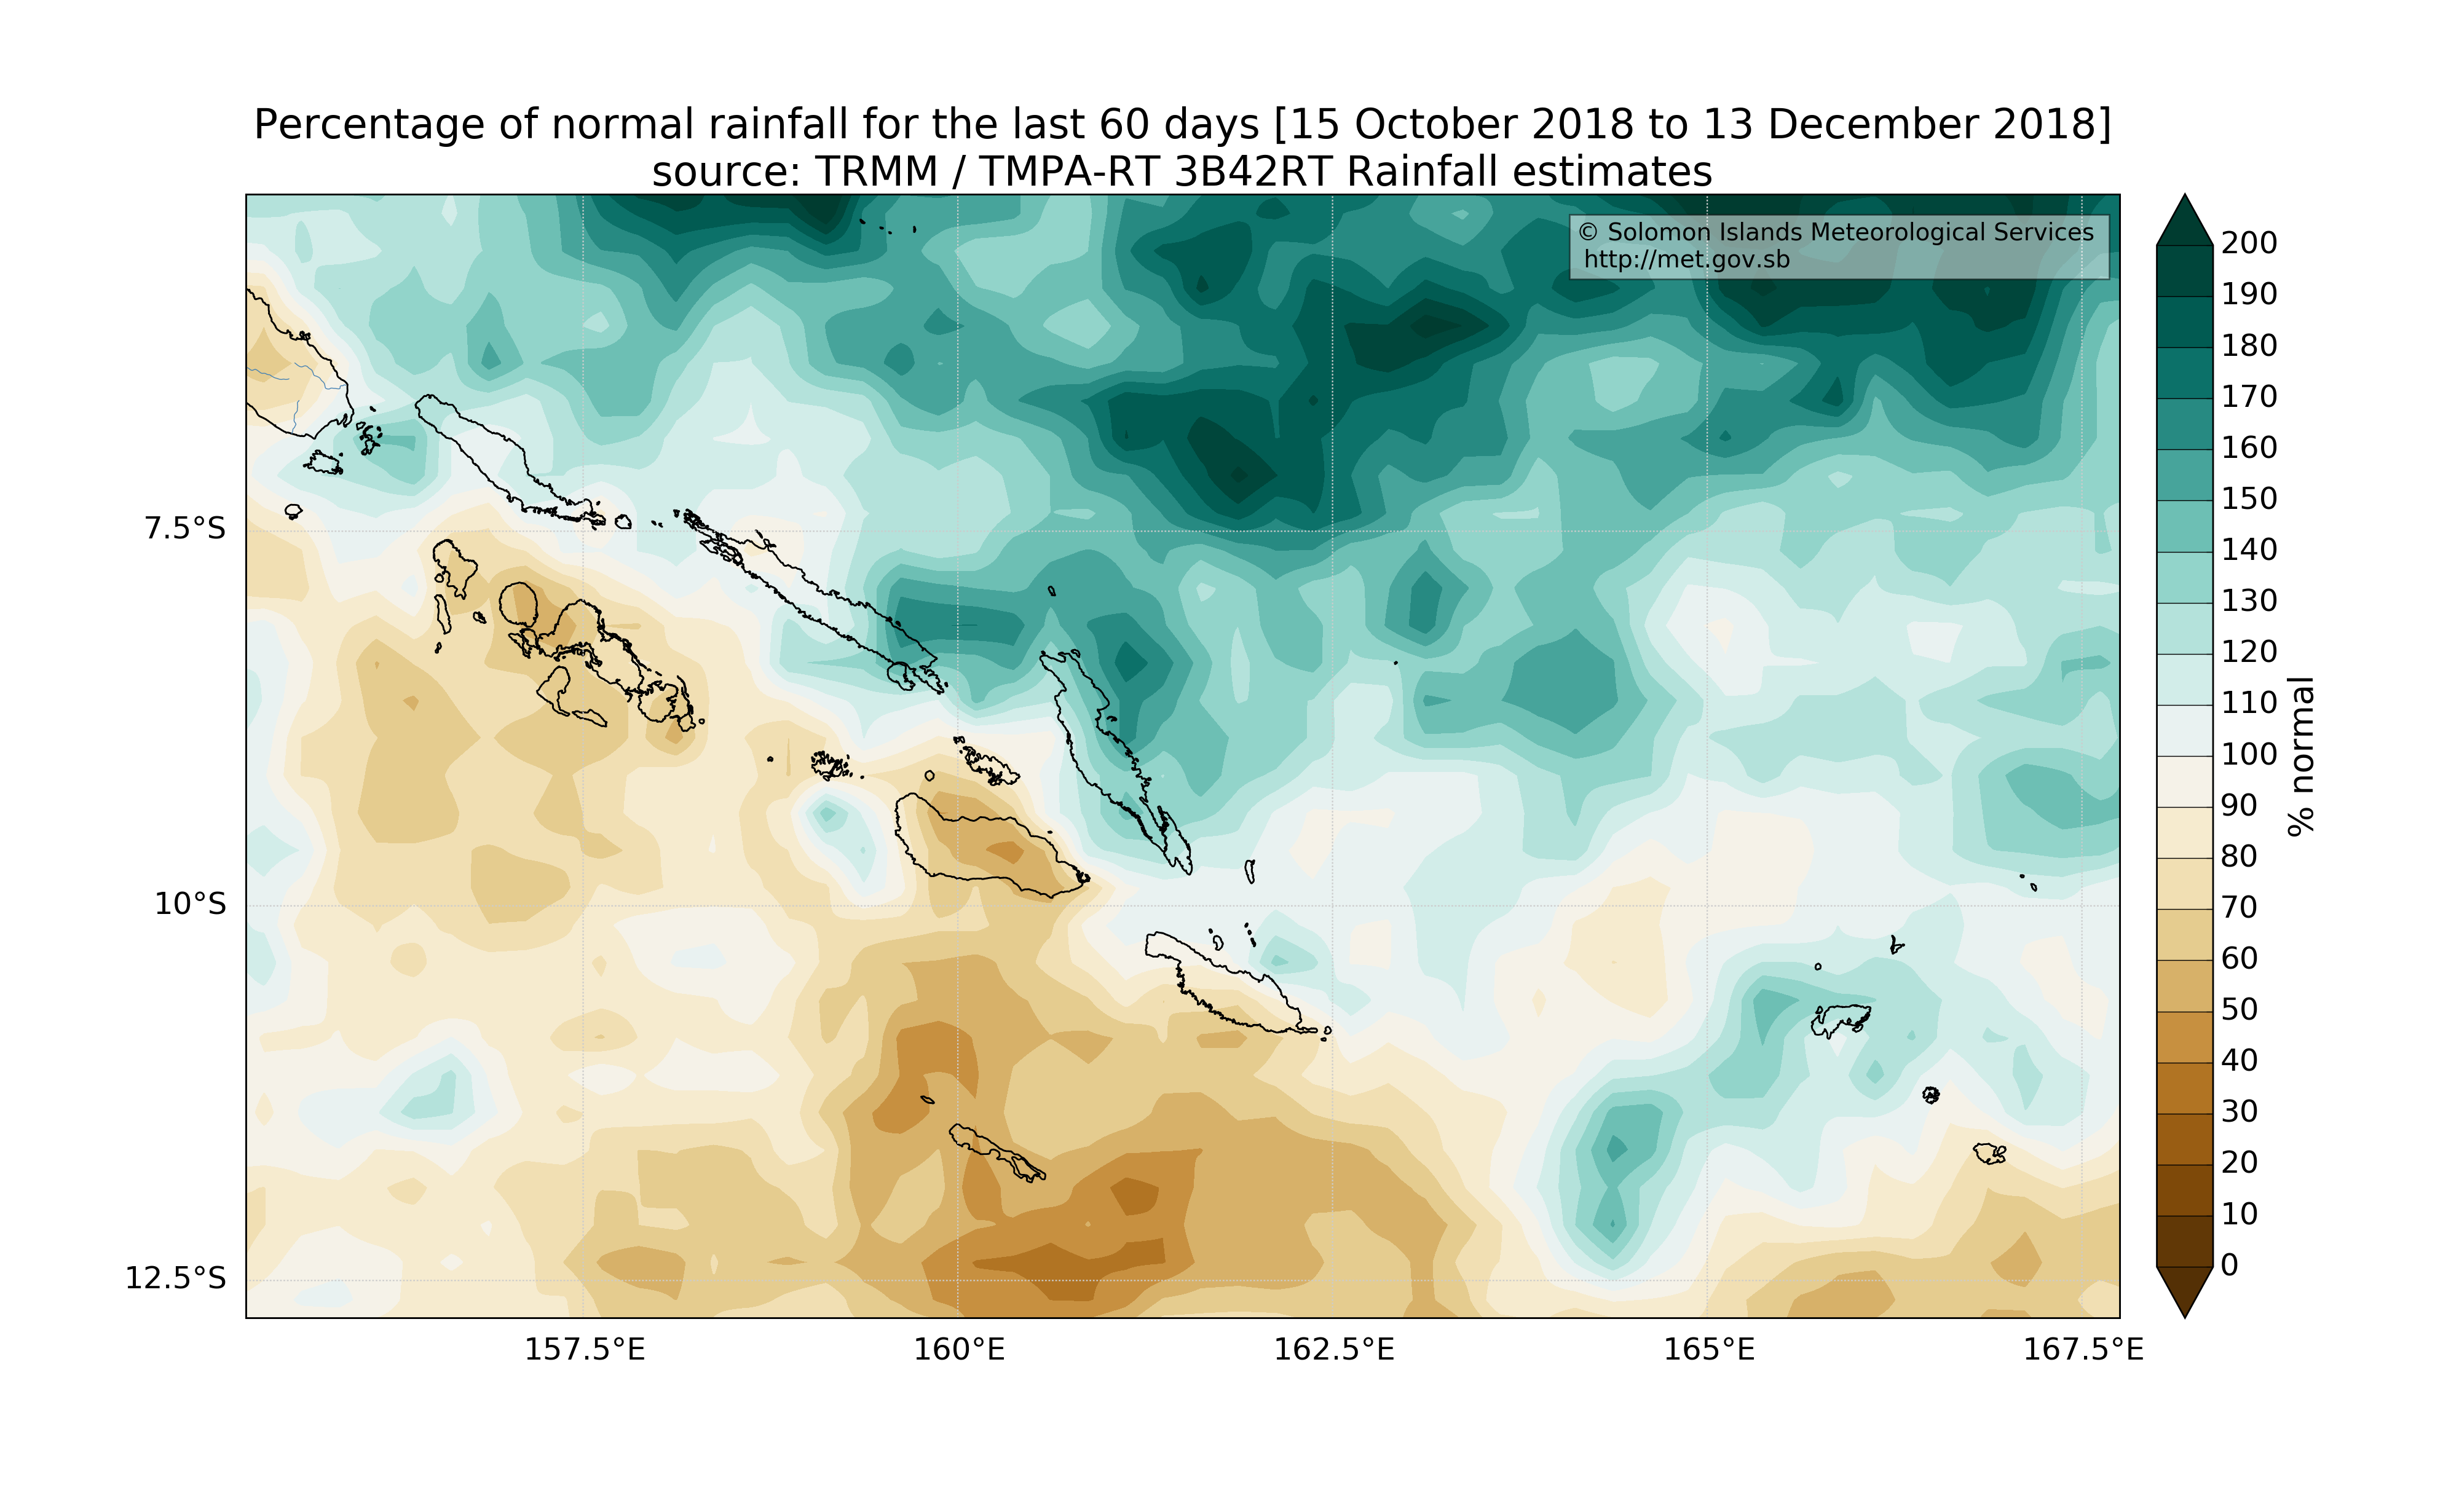 Percentage of normal rainfall for the last 60 days [15 October 2018 to 13 December 2018]
source: TRMM / TMPA-RT 3B42RT Rainfall estimates
© Solomon Islands Meteorological Services
http://met.gov.sb
7.5°S
10°S
12.5°S
157.5°E
160°E
162.5°E
165°E
167.5°E
200
190
180
170
160
150
140
130
120
110
100
90
80
70
60
50
40
30
20
10
0
% normal